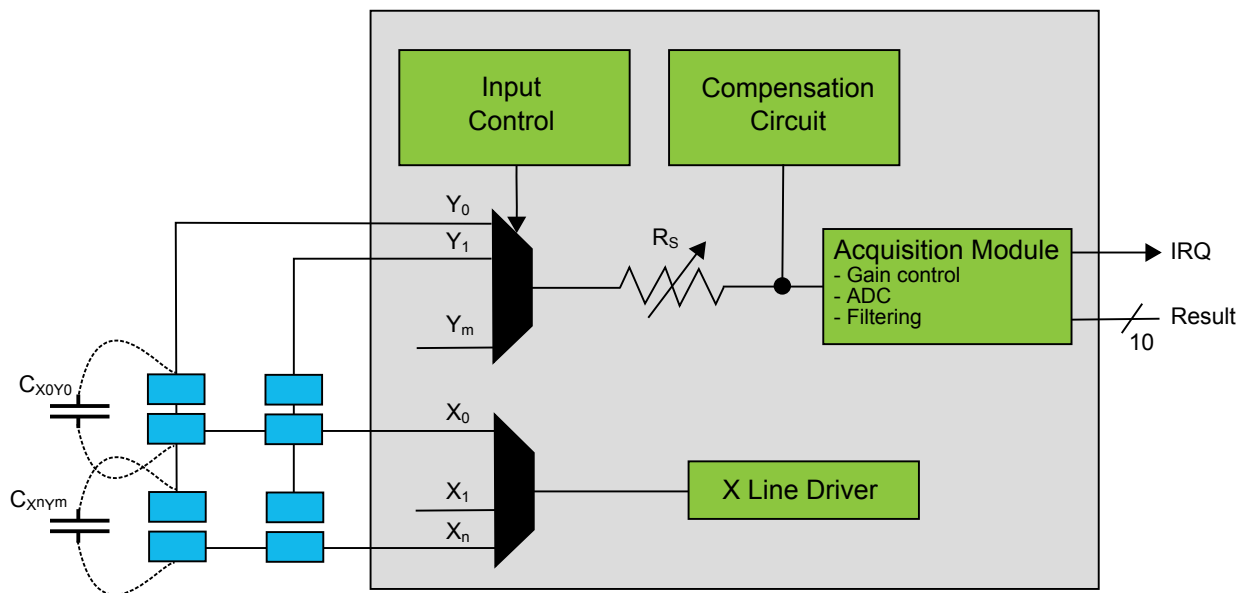 Input
Control
Compensation
Circuit
Y0
Y1
RS
Acquisition Module
- Gain control
- ADC
- Filtering
IRQ
Result
10
Ym
CX0Y0
X0
X Line Driver
X1
CXnYm
Xn